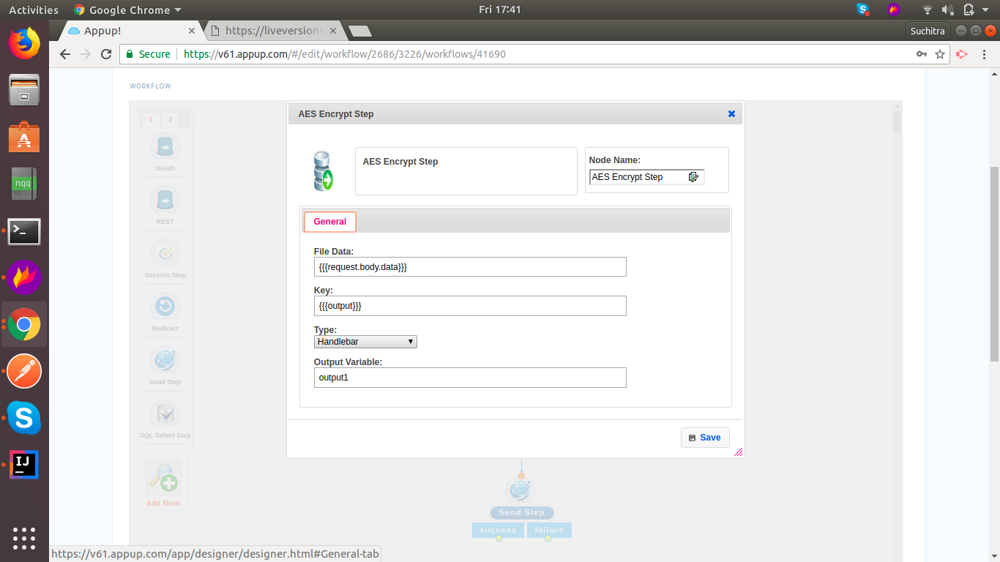 Activities
Google Chrome
Fri 17:41
Appup!
https://liveversions
Suchitra
Secure
https://v61.appup.com/#/edit/workflow/2686/3226/workflows/41690
WORKFLOW
1 2
OAuth
REST
Session Step
Redirect
Send Step
SQL Select Step
Add More
AES Encrypt Step
AES Encrypt Step
Node Name:
AES Encrypt Step
General
File Data:
{{{request.body.data}}}
Key:
{{{output}}}
Type:
Handlebar
Output Variable:
output1
Save
Send Step
success failure
nqq
>_
S
IJ
https://v61.appup.com/app/designer/designer.html#General-tab